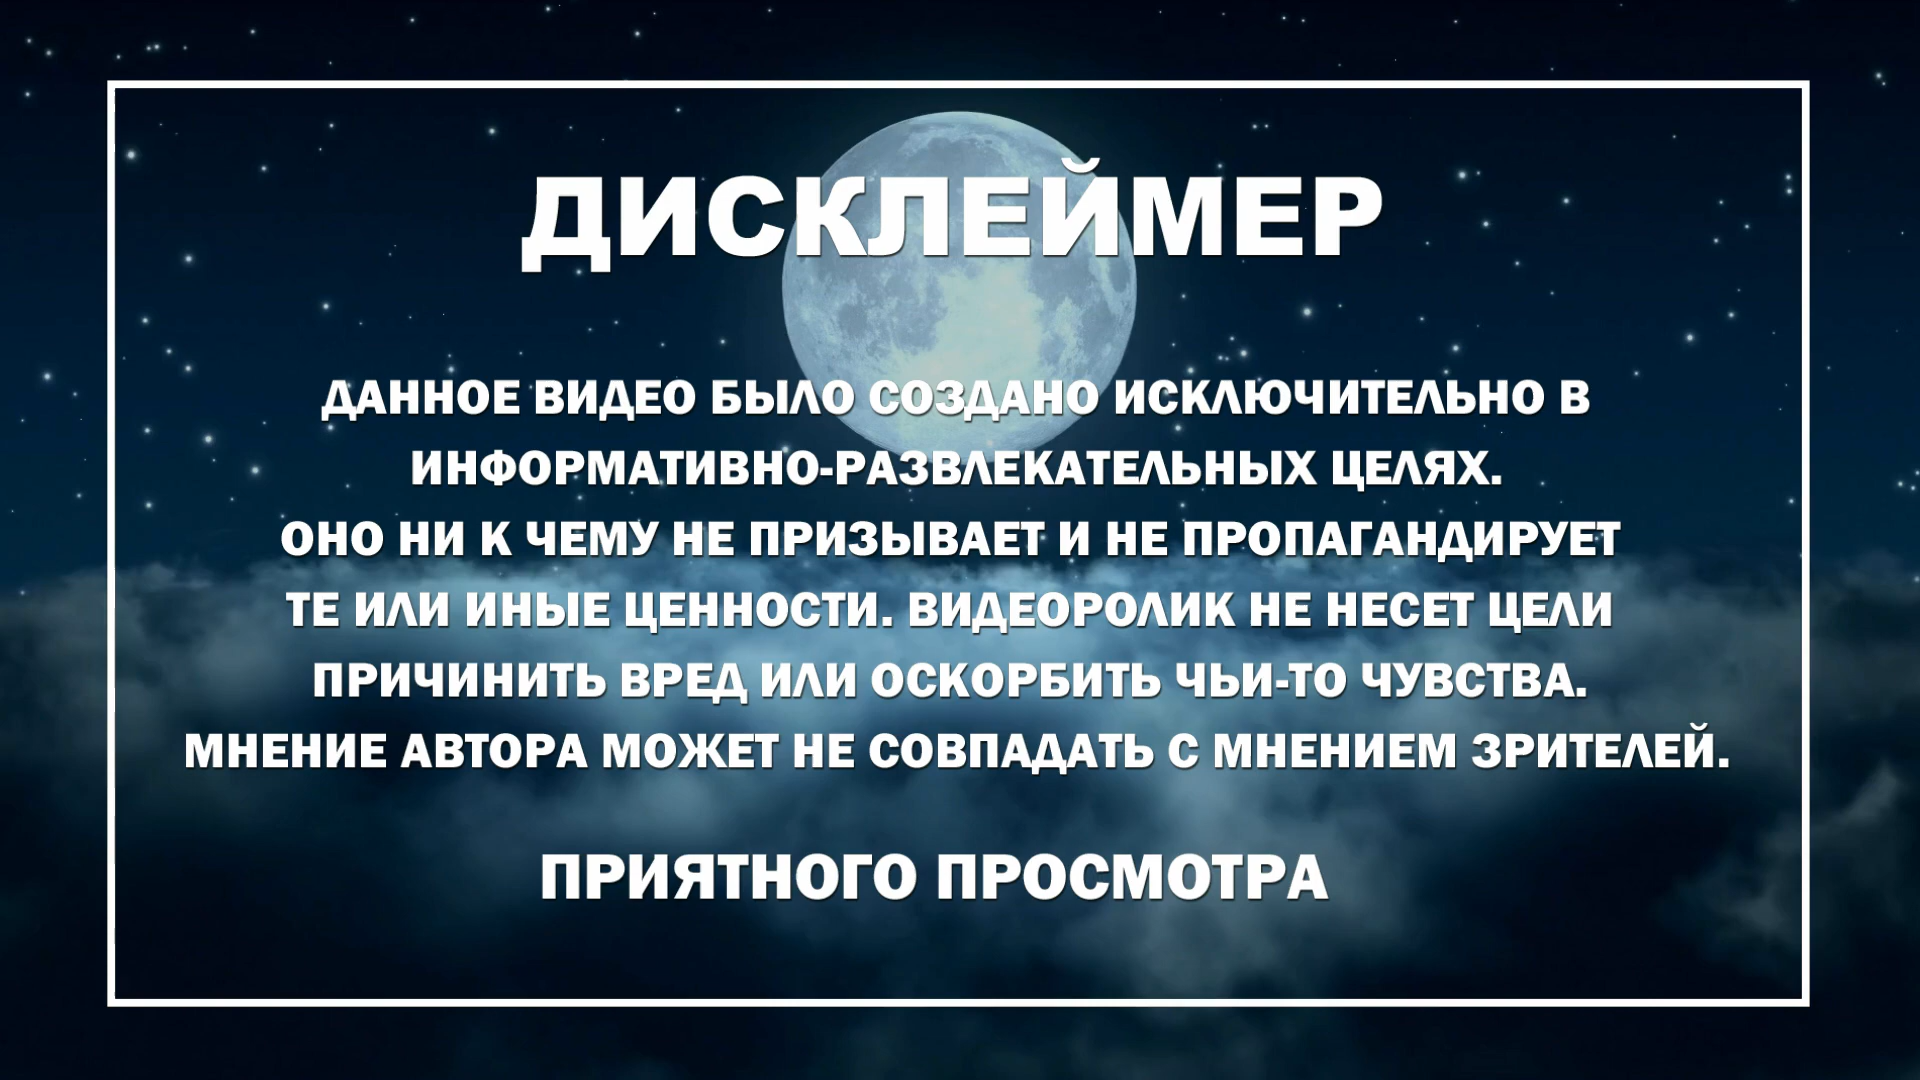 ДИСКЛЕЙМЕР
ДАННОЕ ВИДЕО БЫЛО СОЗДАНО ИСКЛЮЧИТЕЛЬНО В
ИНФОРМАТИВНО-РАЗВЛЕКАТЕЛЬНЫХ ЦЕЛЯХ.
ОНО НИ К ЧЕМУ НЕ ПРИЗЫВАЕТ И НЕ ПРОПАГАНДИРУЕТ
ТЕ ИЛИ ИНЫЕ ЦЕННОСТИ. ВИДЕОРОЛИК НЕ НЕСЕТ ЦЕЛИ
ПРИЧИНИТЬ ВРЕД ИЛИ ОСКОРБИТЬ ЧЬИ-ТО ЧУВСТВА.
МНЕНИЕ АВТОРА МОЖЕТ НЕ СОВПАДАТЬ С МНЕНИЕМ ЗРИТЕЛЕЙ.
ПРИЯТНОГО ПРОСМОТРА